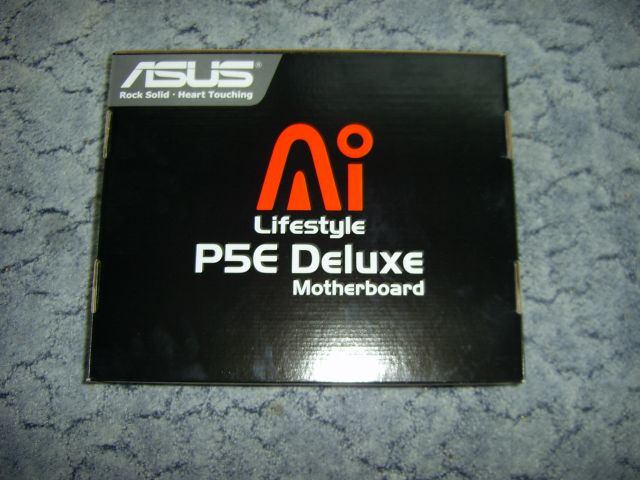 ASUS®
Rock Solid · Heart Touching
Ai
Lifestyle
P5E Deluxe
Motherboard